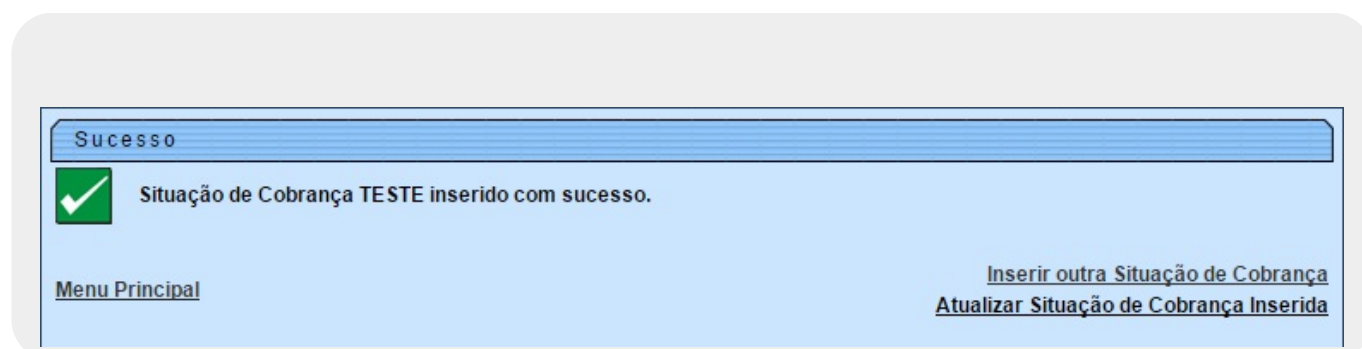 Sucesso
Situação de Cobrança TESTE inserido com sucesso.
Inserir outra Situação de Cobrança
Menu Principal
Atualizar Situação de Cobrança Inserida